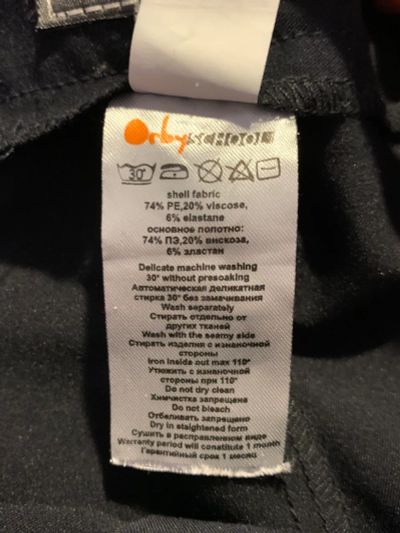 Orby SCHOOL
30°
shell fabric
74% PE,20% viscose,
6% elastane
основное полотно:
74% ПЭ,20% вискоза,
6% эластан
Delicate machine washing
30° without presoaking
Автоматическая деликатная
стирка 30° без замачивания
Wash separately
Стирать отдельно от
других тканей
Wash with the seamy side
Стирать изделия с изнаночной
стороны
Iron inside out max 110°
Утюжить с изнаночной
стороны при 110°
Do not dry clean
Химчистка запрещена
Do not bleach
Отбеливать запрещено
Dry in staightened form
Сушить в расправленном виде
Warranty period will constitute 1 month
Гарантийный срок 1 месяц